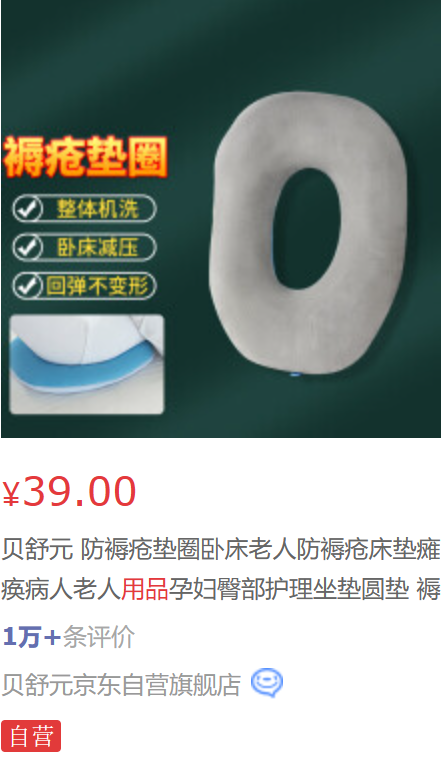 褥疮垫圈
整体机洗
卧床减压
回弹不变形
¥39.00
贝舒元 防褥疮垫圈卧床老人防褥疮床垫瘫
痪病人老人用品孕妇臀部护理坐垫圆垫 褥
1万+条评价
贝舒元京东自营旗舰店
自营